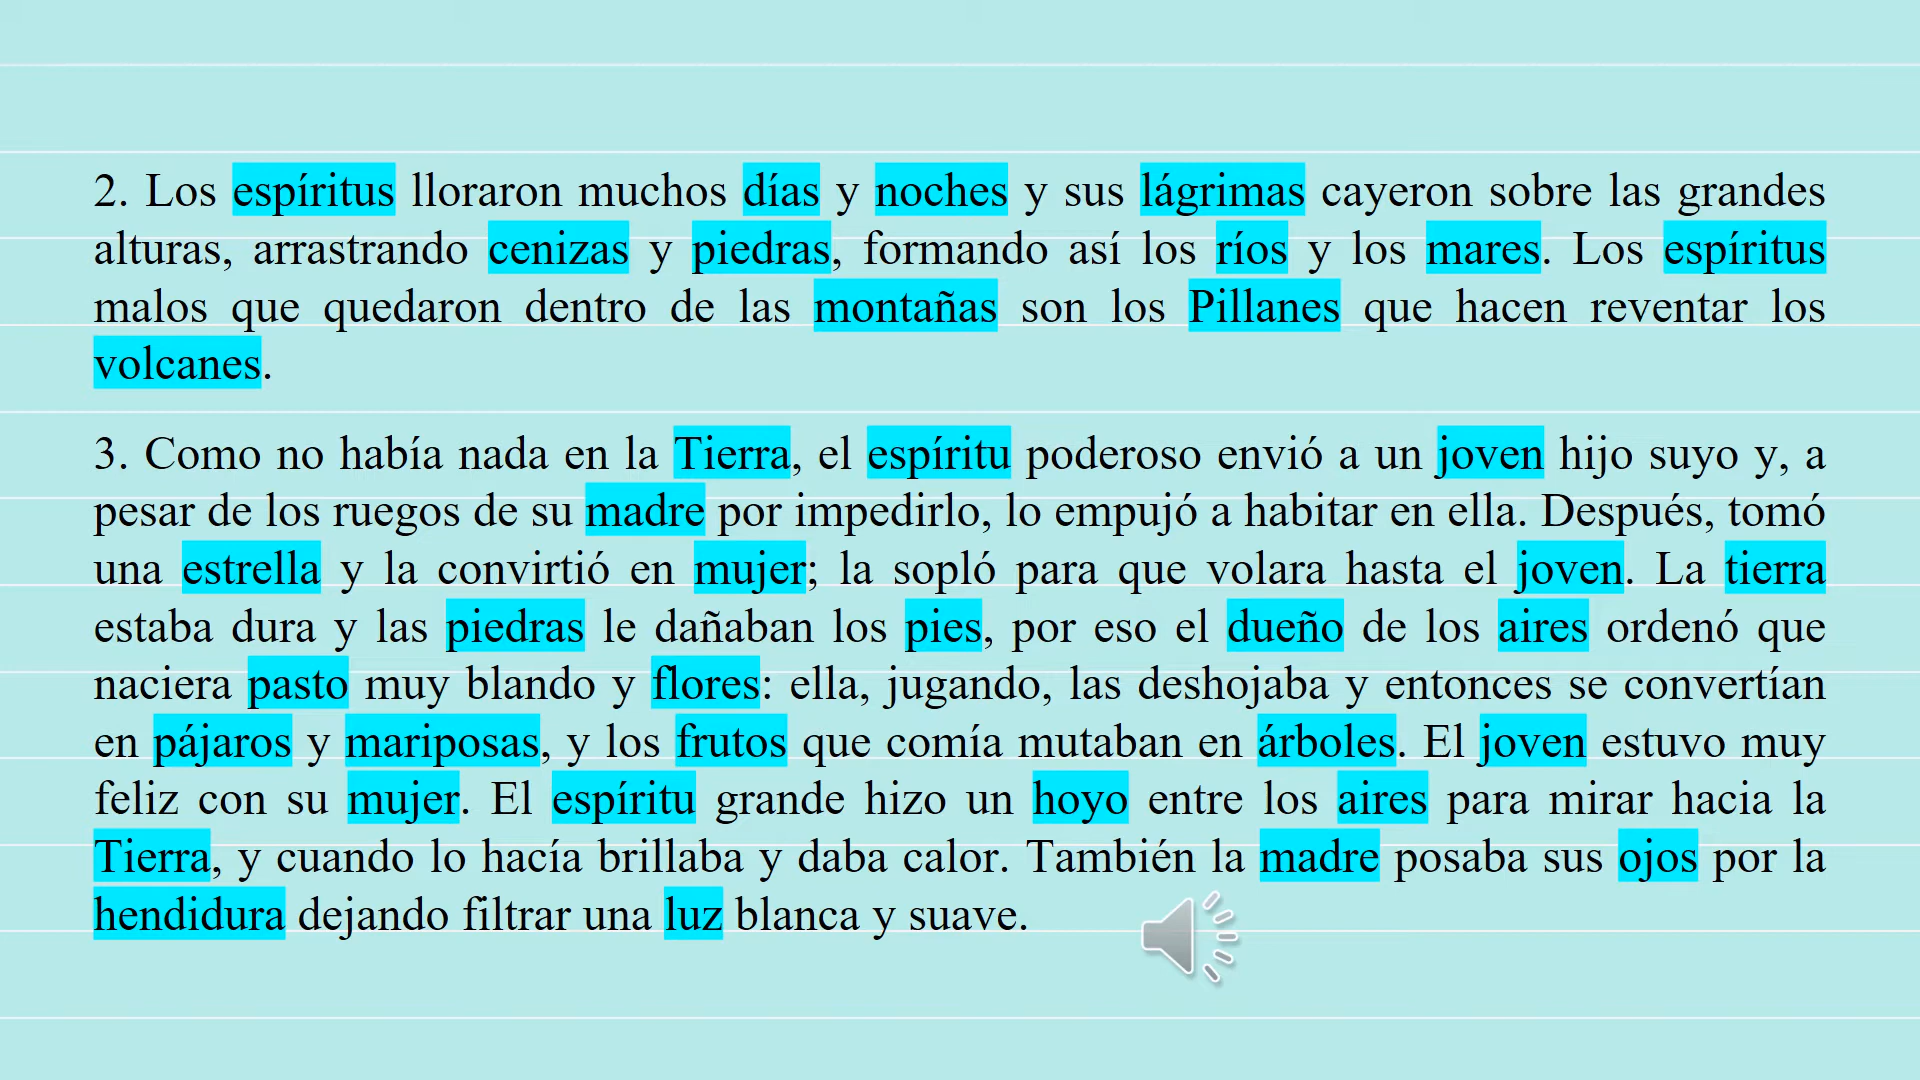 2. Los espíritus lloraron muchos días y noches y sus lágrimas cayeron sobre las grandes
alturas, arrastrando cenizas y piedras, formando así los ríos y los mares. Los espíritus
malos que quedaron dentro de las montañas son los Pillanes que hacen reventar los
volcanes.
3. Como no había nada en la Tierra, el espíritu poderoso envió a un joven hijo suyo y, a
pesar de los ruegos de su madre por impedirlo, lo empujó a habitar en ella. Después, tomó
una estrella y la convirtió en mujer; la sopló para que volara hasta el joven. La tierra
estaba dura y las piedras le dañaban los pies, por eso el dueño de los aires ordenó que
naciera pasto muy blando y flores: ella, jugando, las deshojaba y entonces se convertían
en pájaros y mariposas, y los frutos que comía mutaban en árboles. El joven estuvo muy
feliz con su mujer. El espíritu grande hizo un hoyo entre los aires para mirar hacia la
Tierra, y cuando lo hacía brillaba y daba calor. También la madre posaba sus ojos por la
hendidura dejando filtrar una luz blanca y suave.